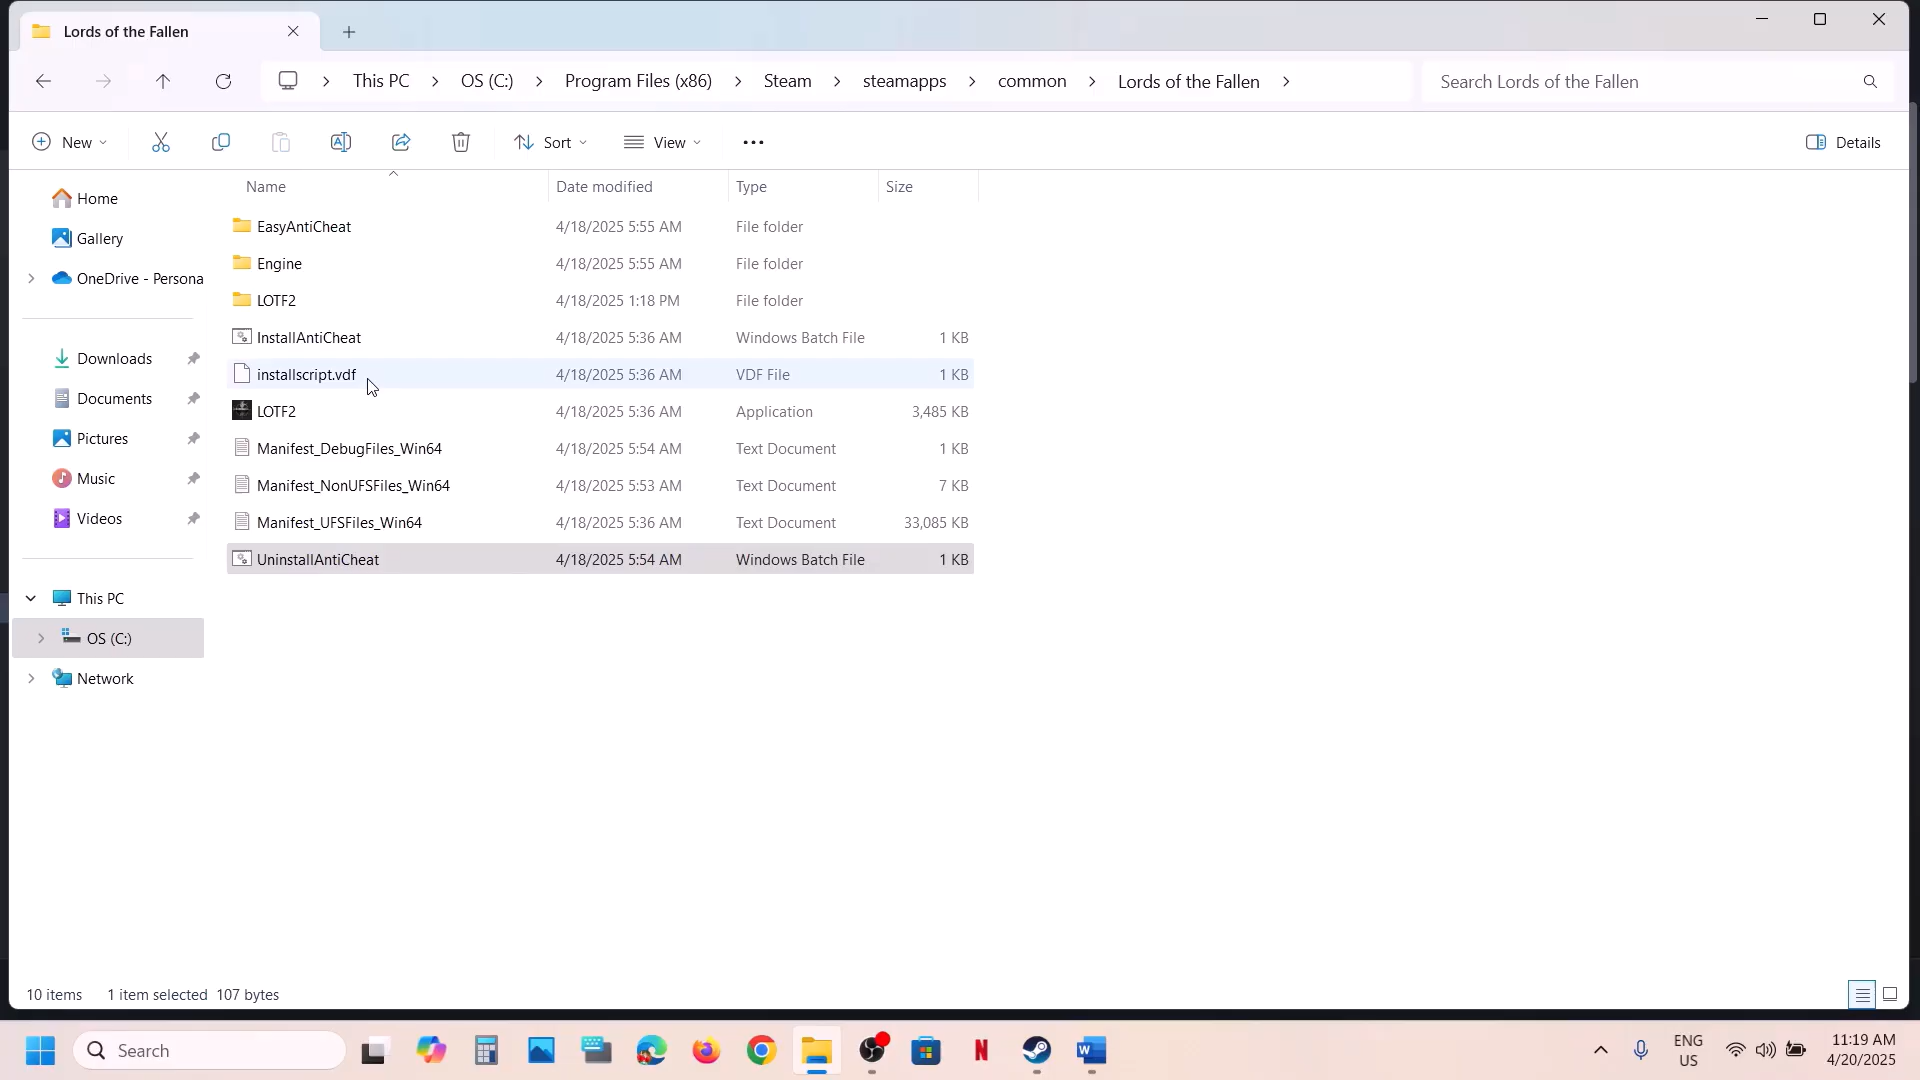 Lords of the Fallen
This PC
OS (C:)
Program Files (x86)
Steam
steamapps
common
Lords of the Fallen
Search Lords of the Fallen
New
Sort
View
Details
Name
Date modified
Type
Size
Home
Gallery
OneDrive - Persona
Downloads
Documents
Pictures
Music
Videos
This PC
OS (C:)
Network
EasyAntiCheat 4/18/2025 5:55 AM File folder
Engine 4/18/2025 5:55 AM File folder
LOTF2 4/18/2025 1:18 PM File folder
InstallAntiCheat 4/18/2025 5:36 AM Windows Batch File 1 KB
installscript.vdf 4/18/2025 5:36 AM VDF File 1 KB
LOTF2 4/18/2025 5:36 AM Application 3,485 KB
Manifest_DebugFiles_Win64 4/18/2025 5:54 AM Text Document 1 KB
Manifest_NonUFSFiles_Win64 4/18/2025 5:53 AM Text Document 7 KB
Manifest_UFSFiles_Win64 4/18/2025 5:36 AM Text Document 33,085 KB
UninstallAntiCheat 4/18/2025 5:54 AM Windows Batch File 1 KB
10 items 1 item selected 107 bytes
Search
ENG
US
11:19 AM
4/20/2025